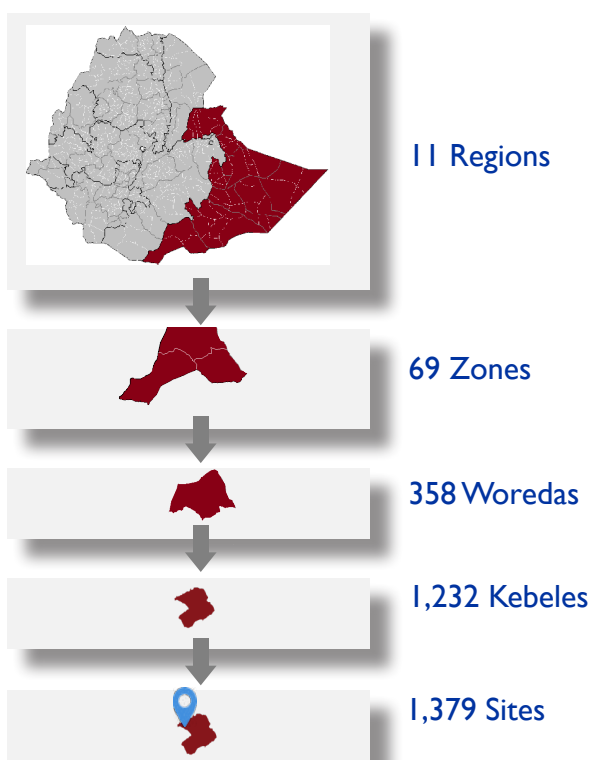 11 Regions
69 Zones
358 Woredas
1,232 Kebeles
1,379 Sites